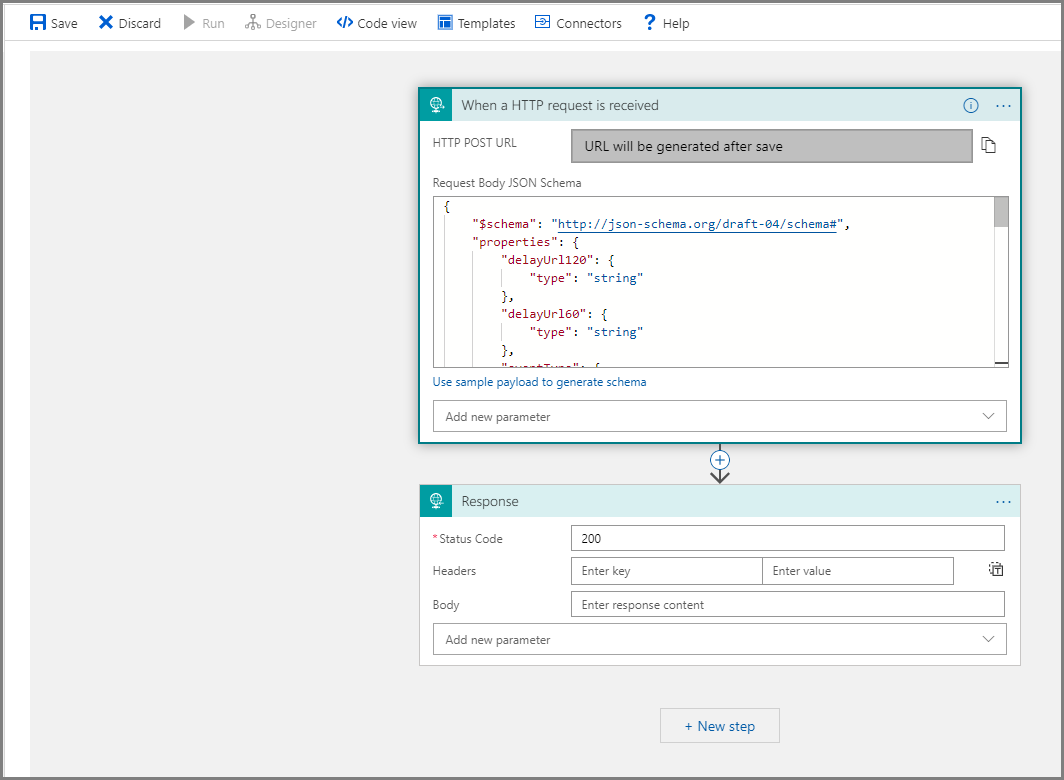 Save Discard Run Designer Code view Templates Connectors Help
When a HTTP request is received
HTTP POST URL URL will be generated after save
Request Body JSON Schema
{
"$schema": "http://json-schema.org/draft-04/schema#",
"properties": {
"delayUrl120": {
"type": "string"
},
"delayUrl60": {
"type": "string"
},
"eventType": {
Use sample payload to generate schema
Add new parameter
Response
*Status Code 200
Headers Enter key Enter value
Body Enter response content
Add new parameter
+ New step